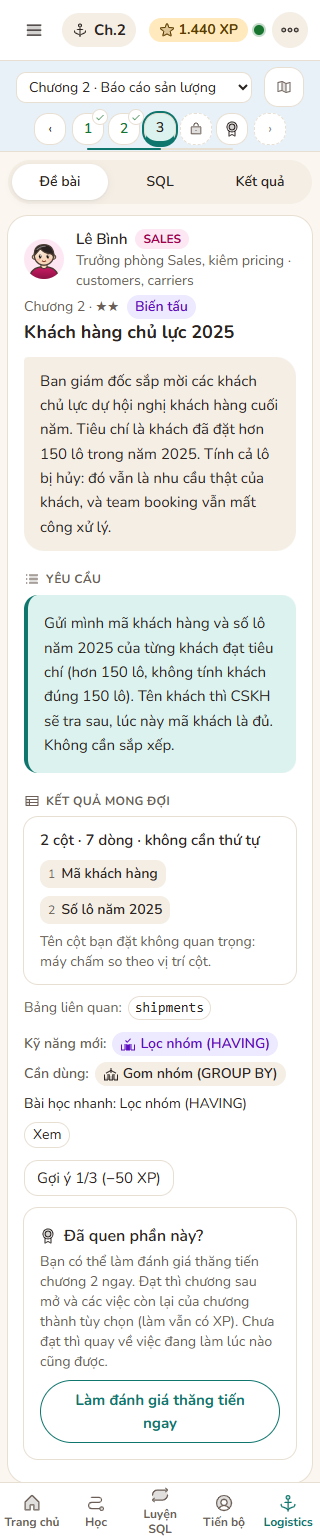 Ch.2
1.440 XP
Chương 2 · Báo cáo sản lượng
1
2
3
Đề bài
SQL
Kết quả
Lê Bình SALES
Trưởng phòng Sales, kiêm pricing ·
customers, carriers
Chương 2 · ★★ Biến tấu
Khách hàng chủ lực 2025
Ban giám đốc sắp mời các khách
chủ lực dự hội nghị khách hàng cuối
năm. Tiêu chí là khách đã đặt hơn
150 lô trong năm 2025. Tính cả lô
bị hủy: đó vẫn là nhu cầu thật của
khách, và team booking vẫn mất
công xử lý.
YÊU CẦU
Gửi mình mã khách hàng và số lô
năm 2025 của từng khách đạt tiêu
chí (hơn 150 lô, không tính khách
đúng 150 lô). Tên khách thì CSKH
sẽ tra sau, lúc này mã khách là đủ.
Không cần sắp xếp.
KẾT QUẢ MONG ĐỢI
2 cột · 7 dòng · không cần thứ tự
1 Mã khách hàng
2 Số lô năm 2025
Tên cột bạn đặt không quan trọng:
máy chấm so theo vị trí cột.
Bảng liên quan: shipments
Kỹ năng mới: Lọc nhóm (HAVING)
Cần dùng: Gom nhóm (GROUP BY)
Bài học nhanh: Lọc nhóm (HAVING)
Xem
Gợi ý 1/3 (−50 XP)
Đã quen phần này?
Bạn có thể làm đánh giá thăng tiến
chương 2 ngay. Đạt thì chương sau
mở và các việc còn lại của chương
thành tùy chọn (làm vẫn có XP). Chưa
đạt thì quay về việc đang làm lúc nào
cũng được.
Làm đánh giá thăng tiến
ngay
Trang chủ
Học
Luyện
SQL
Tiến bộ
Logistics